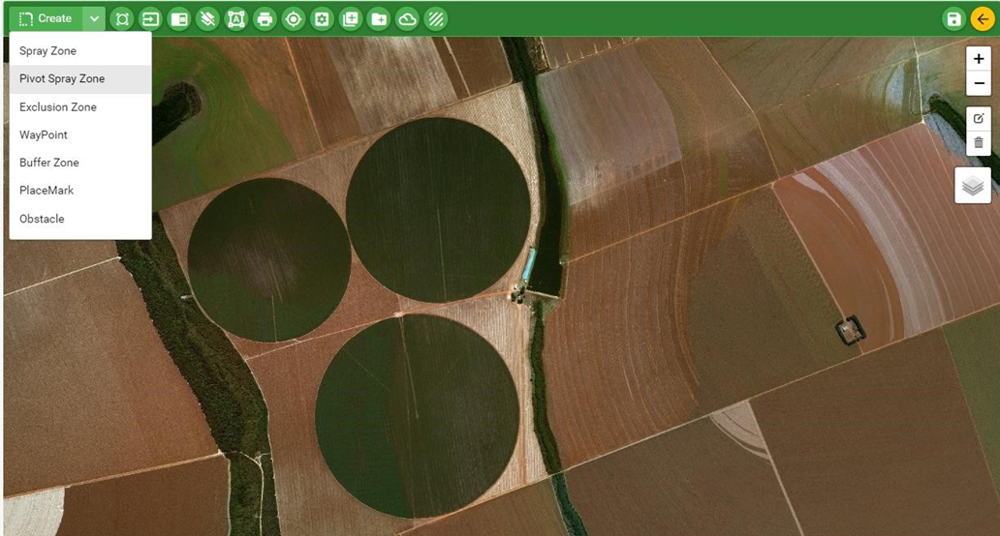 Create
Spray Zone
Pivot Spray Zone
Exclusion Zone
WayPoint
Buffer Zone
PlaceMark
Obstacle
A
+
−